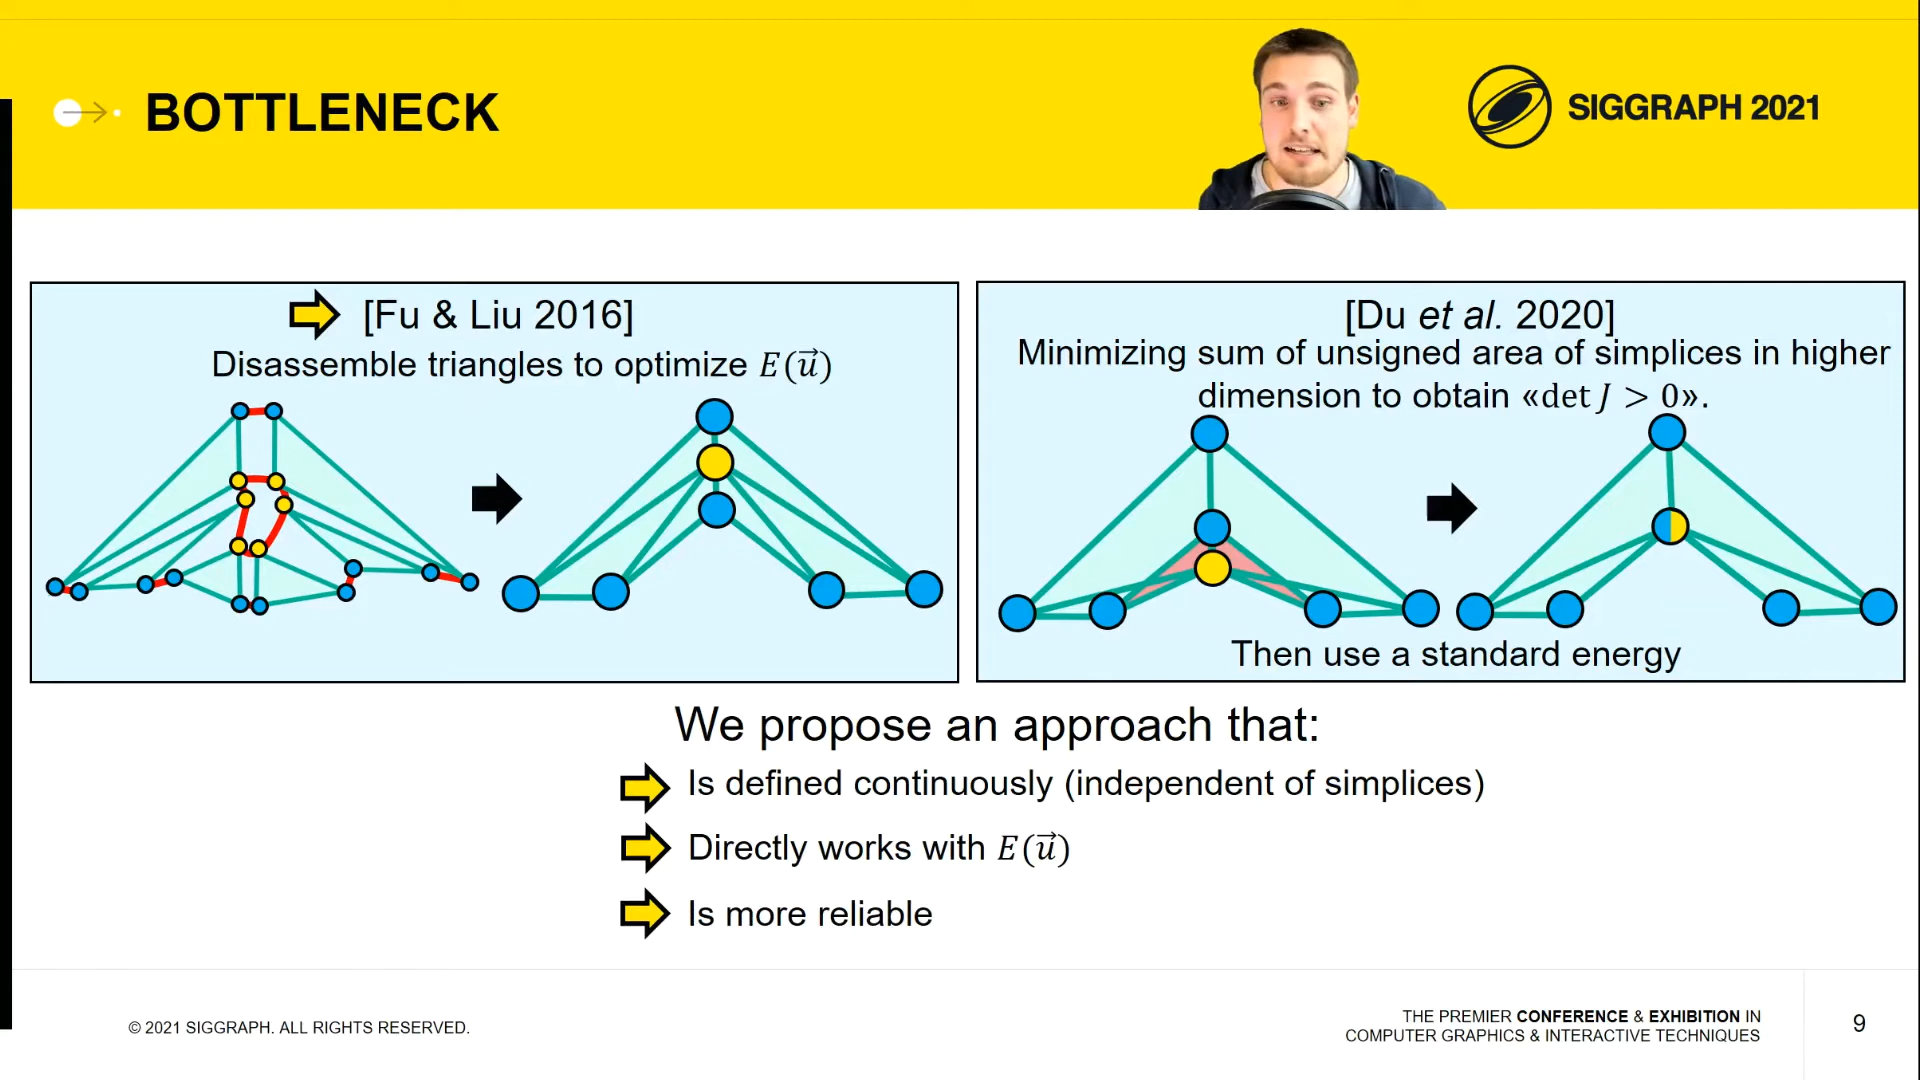 BOTTLENECK
SIGGRAPH 2021
[Fu & Liu 2016]
Disassemble triangles to optimize E(u⃗)
[Du et al. 2020]
Minimizing sum of unsigned area of simplices in higher
dimension to obtain «det J > 0».
Then use a standard energy
We propose an approach that:
Is defined continuously (independent of simplices)
Directly works with E(u⃗)
Is more reliable
© 2021 SIGGRAPH. ALL RIGHTS RESERVED.
THE PREMIER CONFERENCE & EXHIBITION IN
COMPUTER GRAPHICS & INTERACTIVE TECHNIQUES
9